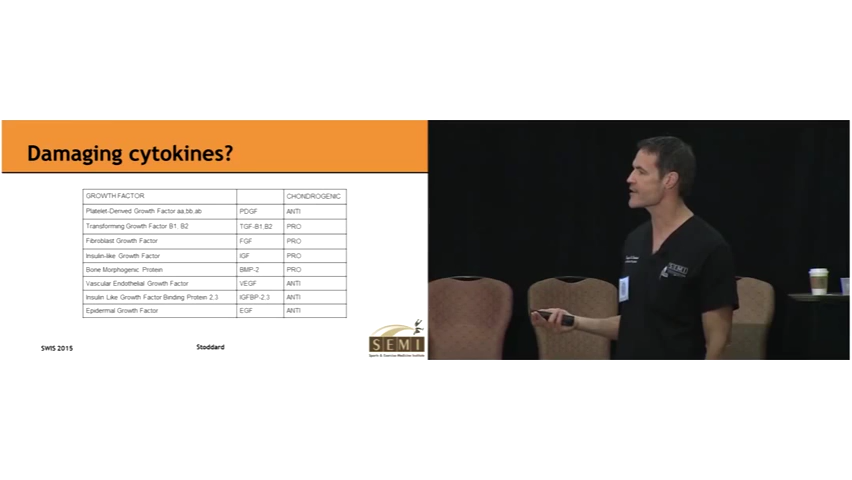 Damaging cytokines?
GROWTH FACTOR CHONDROGENIC
Platelet-Derived Growth Factor aa,bb,ab PDGF ANTI
Transforming Growth Factor B1, B2 TGF-B1,B2 PRO
Fibroblast Growth Factor FGF PRO
Insulin-like Growth Factor IGF PRO
Bone Morphogenic Protein BMP-2 PRO
Vascular Endothelial Growth Factor VEGF ANTI
Insulin Like Growth Factor Binding Protein 2,3 IGFBP-2,3 ANTI
Epidermal Growth Factor EGF ANTI
SWIS 2015 Stoddard
SEMI
Sports & Exercise Medicine Institute
SEMI